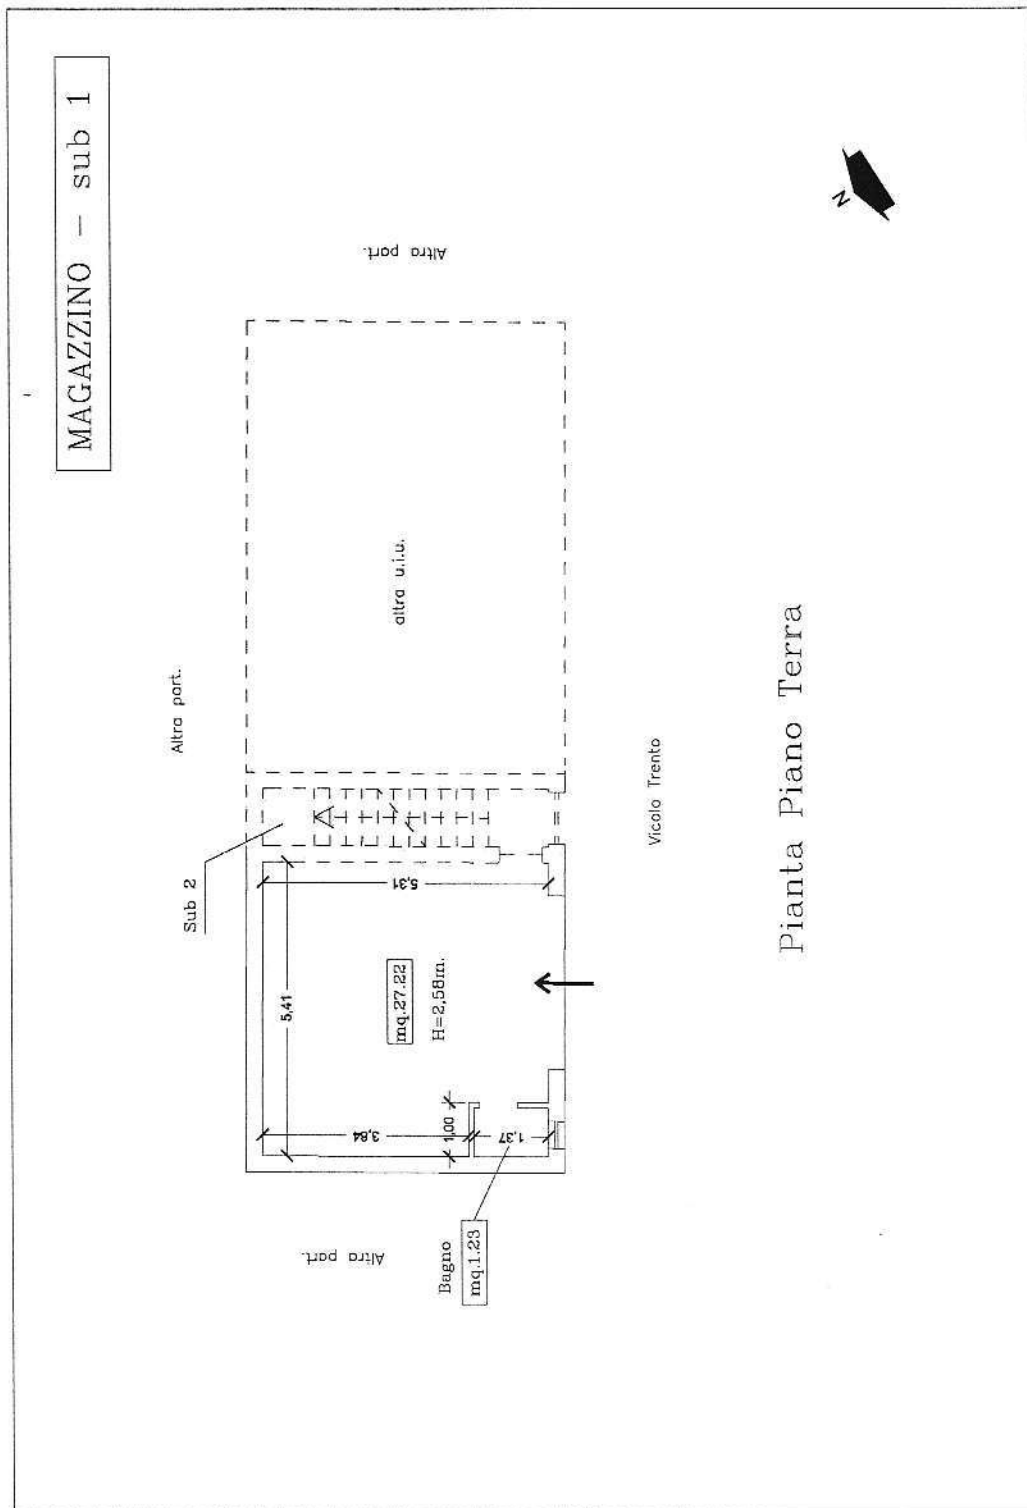 MAGAZZINO - sub 1
Altra part.
Altra part.
altra u.i.u.
Sub 2
Vicolo Trento
5,31
5,41
mq.27.22
H=2,58m.
3,84
1,00
1,37
Altra part.
Bagno
mq.1.23
Pianta Piano Terra
N